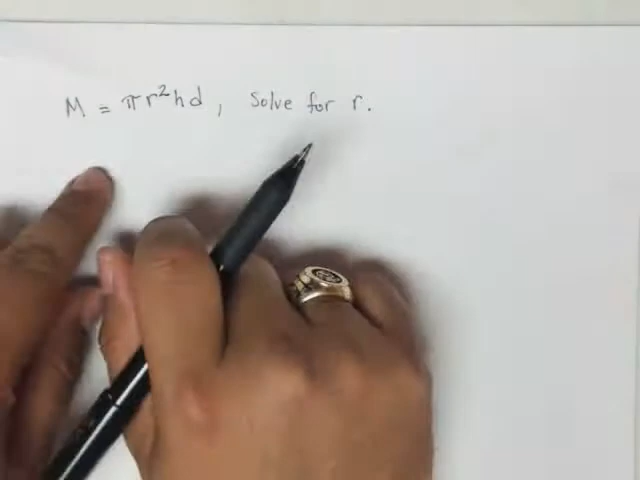 M = πr²hd, Solve for r.